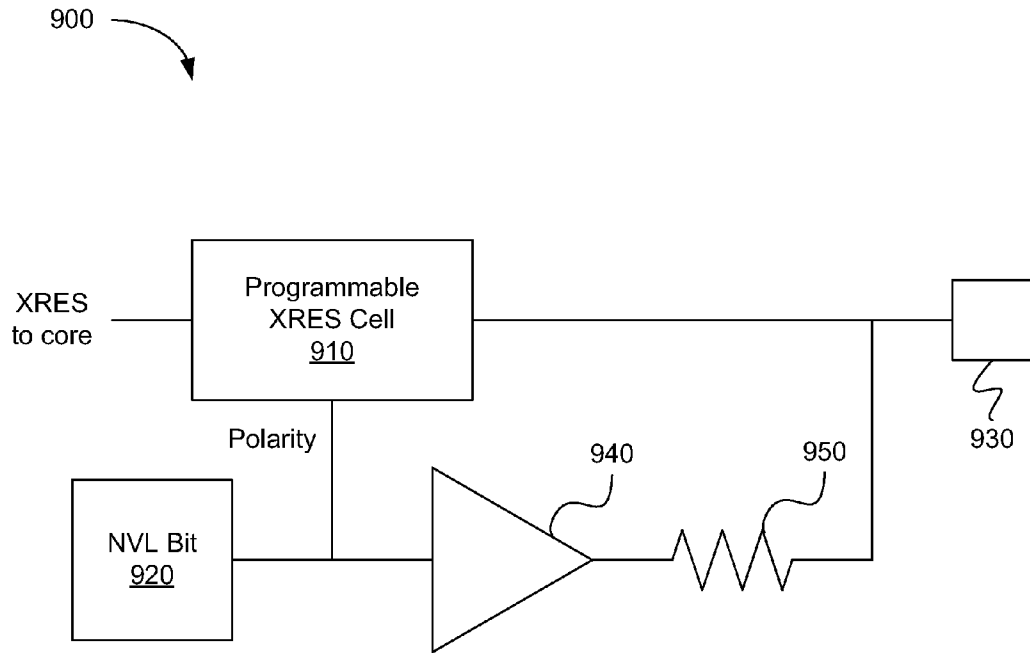 900
Programmable
XRES Cell
910
XRES
to core
930
Polarity
940
950
NVL Bit
920